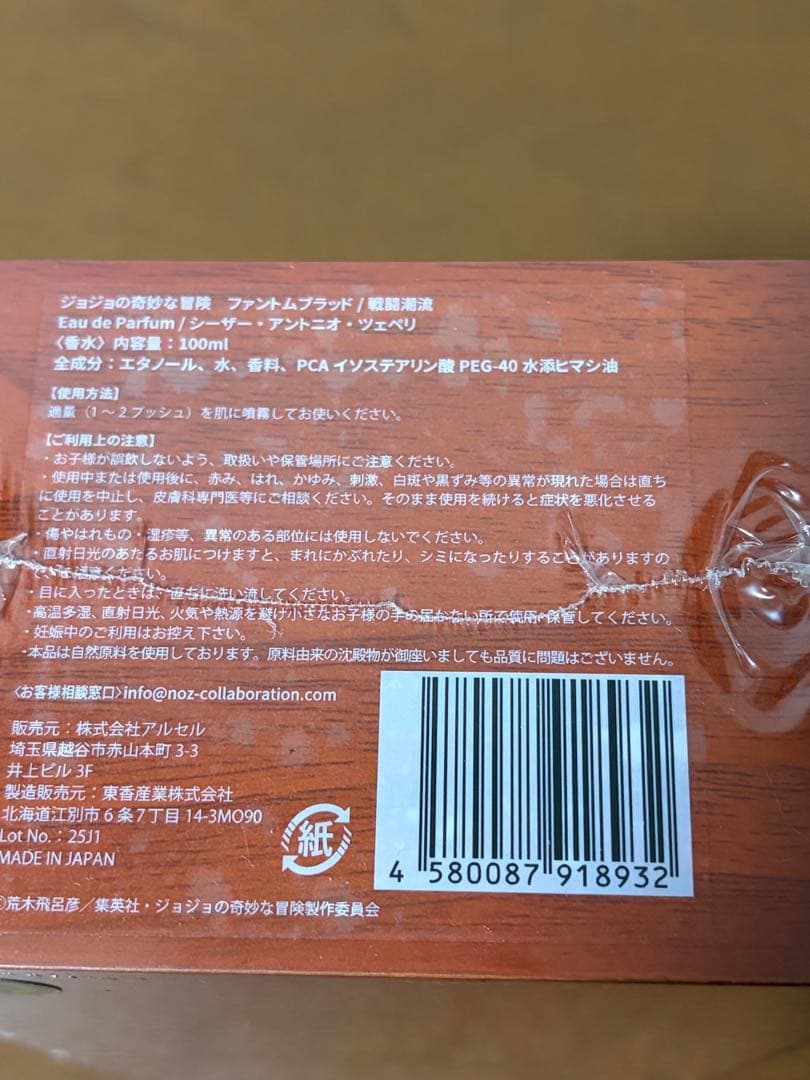 ジョジョの奇妙な冒険　ファントムブラッド / 戦闘潮流
Eau de Parfum / シーザー・アントニオ・ツェペリ
〈香水〉内容量：100ml
全成分：エタノール、水、香料、PCA イソステアリン酸 PEG-40 水添ヒマシ油
【使用方法】
適量（1～2プッシュ）を肌に噴霧してお使いください。
【ご利用上の注意】
・お子様が誤飲しないよう、取扱いや保管場所にご注意ください。
・使用中または使用後に、赤み、はれ、かゆみ、刺激、白斑や黒ずみ等の異常が現れた場合は直ち
に使用を中止し、皮膚科専門医等にご相談ください。そのまま使用を続けると症状を悪化させる
ことがあります。
・傷やはれもの・湿疹等、異常のある部位には使用しないでください。
・直射日光のあたるお肌につけますと、まれにかぶれたり、シミになったりすることがありますの
で、ご注意ください。
・目に入ったときは、直ちに洗い流してください。
・高温多湿、直射日光、火気や熱源を避け小さなお子様の手の届かない所で使用・保管してください。
・妊娠中のご利用はお控え下さい。
・本品は自然原料を使用しております。原料由来の沈殿物が御座いましても品質に問題はございません。
〈お客様相談窓口〉info@noz-collaboration.com
販売元：株式会社アルセル
埼玉県越谷市赤山本町 3-3
井上ビル 3F
製造販売元：東香産業株式会社
北海道江別市 6 条 7 丁目 14-3MO90
Lot No.：25J1
MADE IN JAPAN
紙
4 580087 918932
©荒木飛呂彦／集英社・ジョジョの奇妙な冒険製作委員会